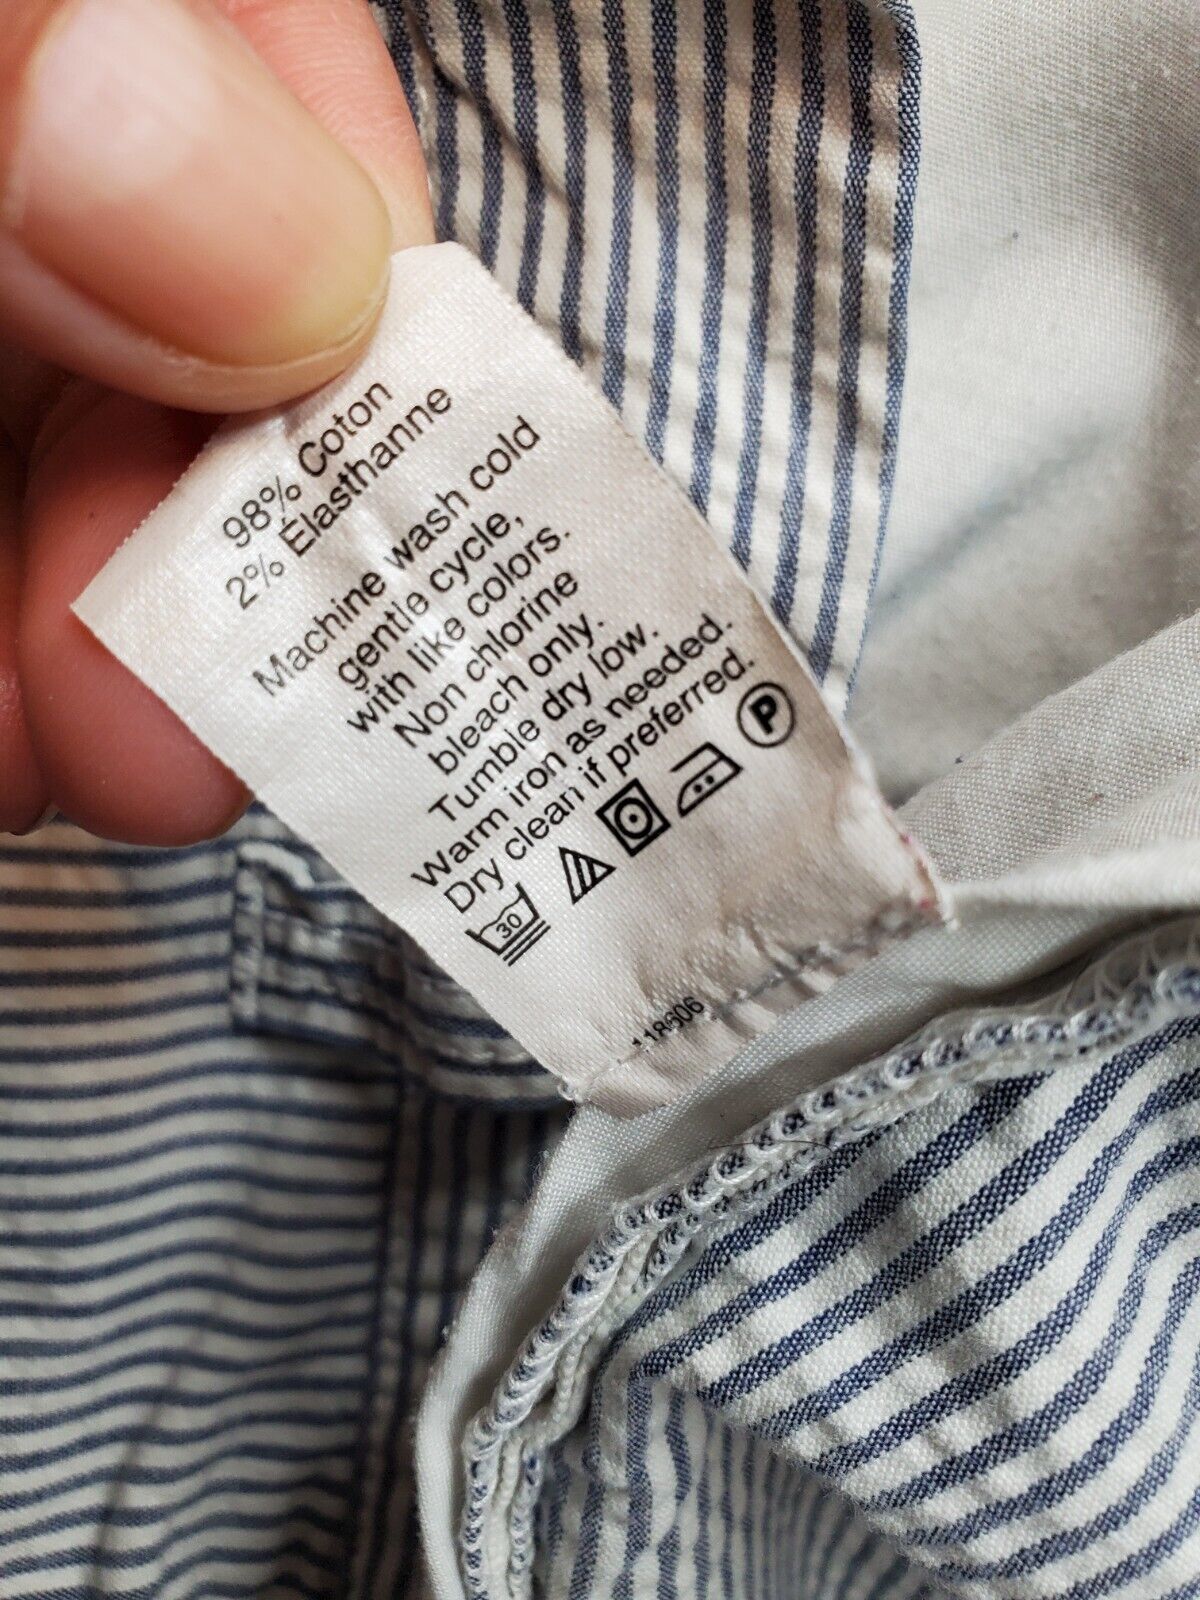 98% Coton
2% Élasthanne
Machine wash cold
gentle cycle,
with like colors.
Non chlorine
bleach only.
Tumble dry low.
Warm iron as needed.
Dry clean if preferred.
30 P
118606